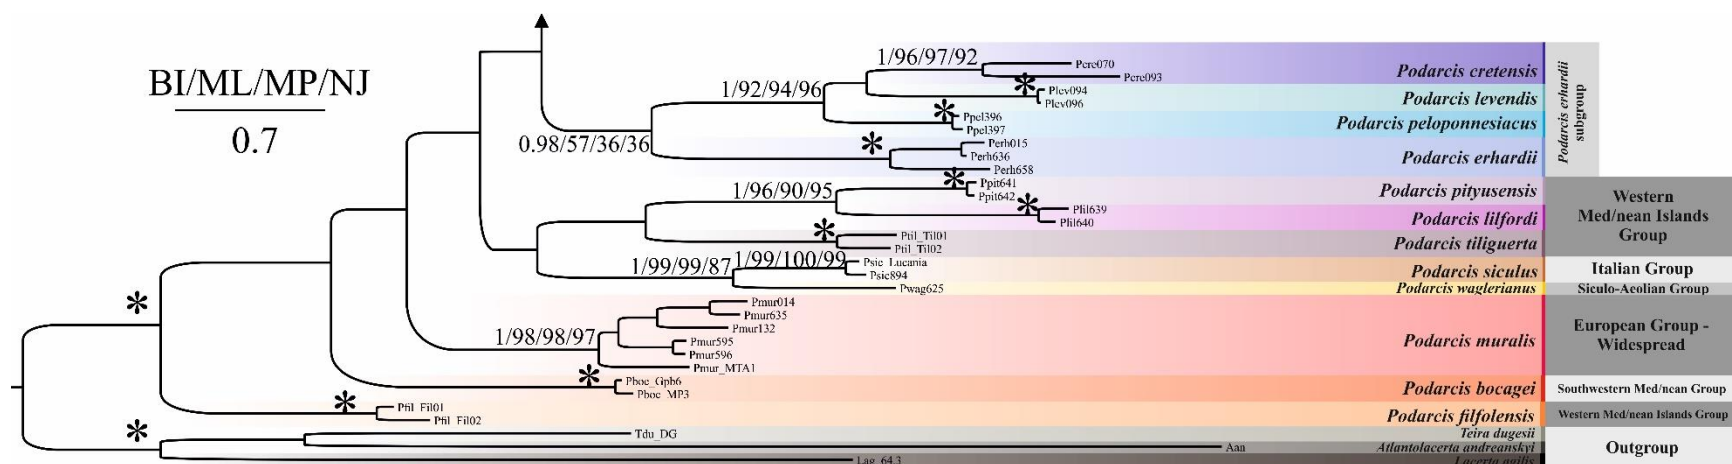 BI/ML/MP/NJ
0.7
1/96/97/92
Pcre070
Pcre093
Podarcis cretensis
*
Plev094
Plev096
Podarcis levendis
1/92/94/96
*
Ppel396
Ppel397
Podarcis peloponnesiacus
0.98/57/36/36
*
Perh015
Perh636
Perh658
Podarcis erhardii
Podarcis erhardii
subgroup
*
Ppit641
Ppit642
Podarcis pityusensis
1/96/90/95
*
Plil639
Plil640
Podarcis lilfordi
*
Ptil_Til01
Ptil_Til02
Podarcis tiliguerta
Western
Med/nean Islands
Group
1/99/99/87
1/99/100/99
Psic_Lucania
Psic894
Podarcis siculus
Italian Group
Pwag625
Podarcis waglerianus
Siculo-Aeolian Group
1/98/98/97
Pmur014
Pmur635
Pmur132
Pmur595
Pmur596
Pmur_MTA1
Podarcis muralis
European Group -
Widespread
*
Pboc_Gpb6
Pboc_MP3
Podarcis bocagei
Southwestern Med/nean Group
*
*
Pfil_Fil01
Pfil_Fil02
Podarcis filfolensis
Western Med/nean Islands Group
*
Tdu_DG
Teira dugesii
Aan
Atlantolacerta andreanskyi
Lag_64.3
Lacerta agilis
Outgroup